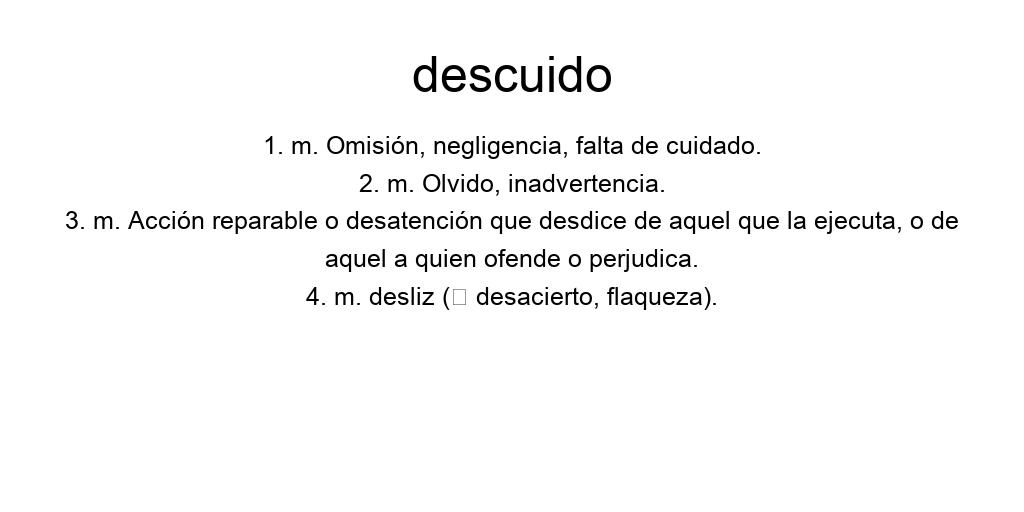 descuido
1. m. Omisión, negligencia, falta de cuidado.
2. m. Olvido, inadvertencia.
3. m. Acción reparable o desatención que desdice de aquel que la ejecuta, o de
aquel a quien ofende o perjudica.
4. m. desliz (□ desacierto, flaqueza).